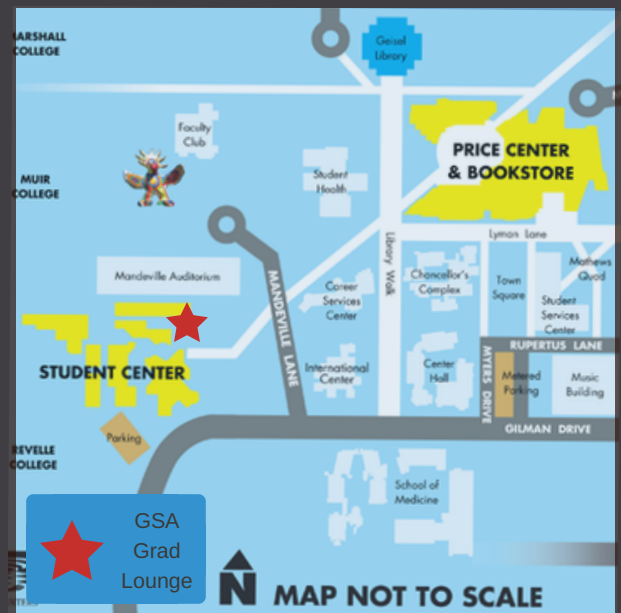 MARSHALL
COLLEGE
Geisel
Library
Faculty
Club
PRICE CENTER
& BOOKSTORE
MUIR
COLLEGE
Student
Health
Lyman Lane
Library Walk
Mandeville Auditorium
MANDEVILLE LANE
Career
Services
Center
Chancellor's
Complex
Town
Square
Mathews
Quad
Student
Services
Center
RUPERTUS LANE
STUDENT CENTER
International
Center
Center
Hall
MYERS DRIVE
Metered
Parking
Music
Building
GILMAN DRIVE
Parking
REVELLE
COLLEGE
School of
Medicine
GSA
Grad
Lounge
N
MAP NOT TO SCALE